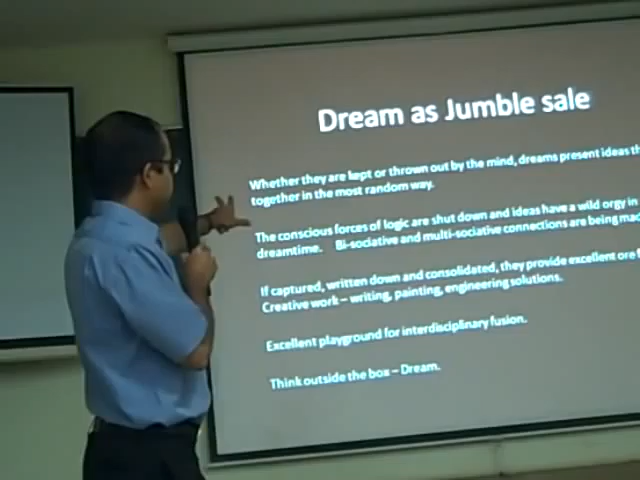 Dream as Jumble sale
Whether they are kept or thrown out by the mind, dreams present ideas th
together in the most random way.
The conscious forces of logic are shut down and ideas have a wild orgy in
dreamtime. Bi-sociative and multi-sociative connections are being mad
If captured, written down and consolidated, they provide excellent ore f
Creative work – writing, painting, engineering solutions.
Excellent playground for interdisciplinary fusion.
Think outside the box – Dream.